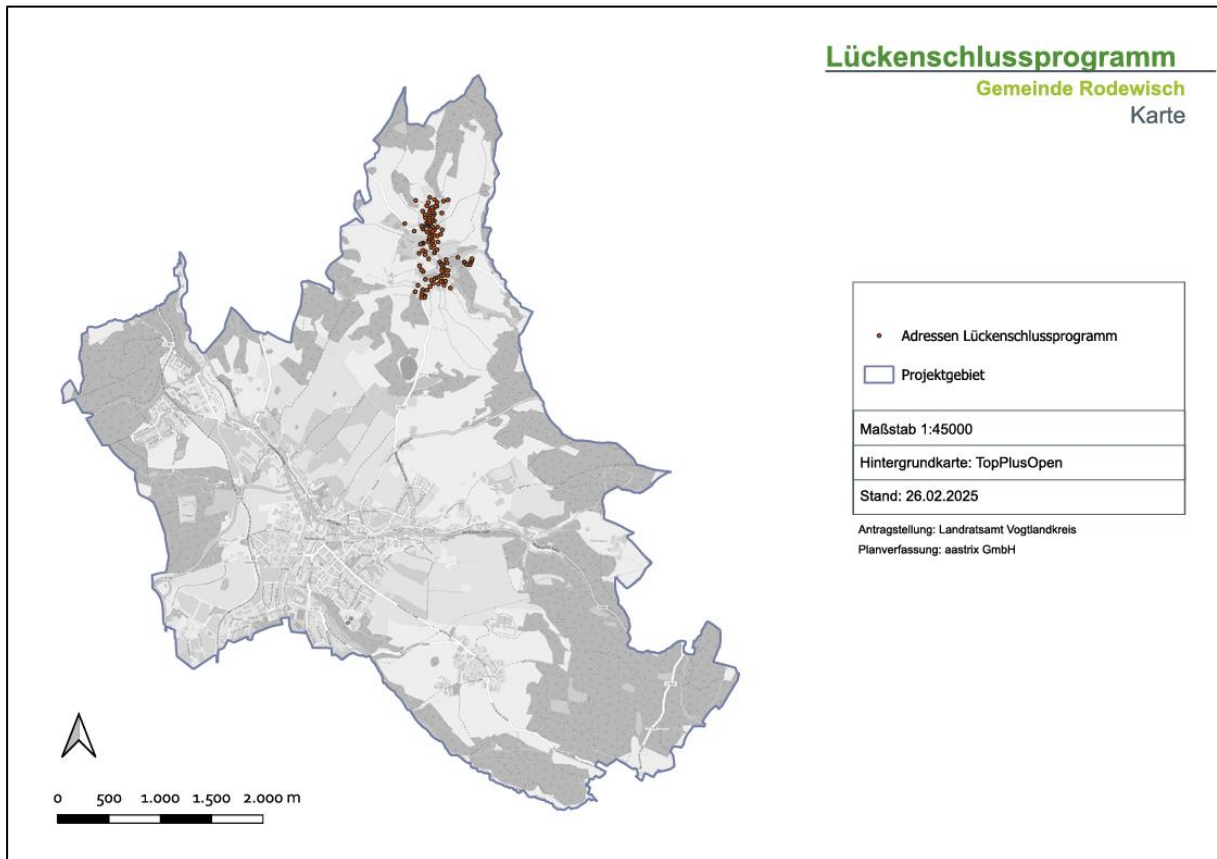 Lückenschlussprogramm
Gemeinde Rodewisch
Karte
Adressen Lückenschlussprogramm
Projektgebiet
Maßstab 1:45000
Hintergrundkarte: TopPlusOpen
Stand: 26.02.2025
Antragstellung: Landratsamt Vogtlandkreis
Planverfassung: aastrix GmbH
0 500 1.000 1.500 2.000 m